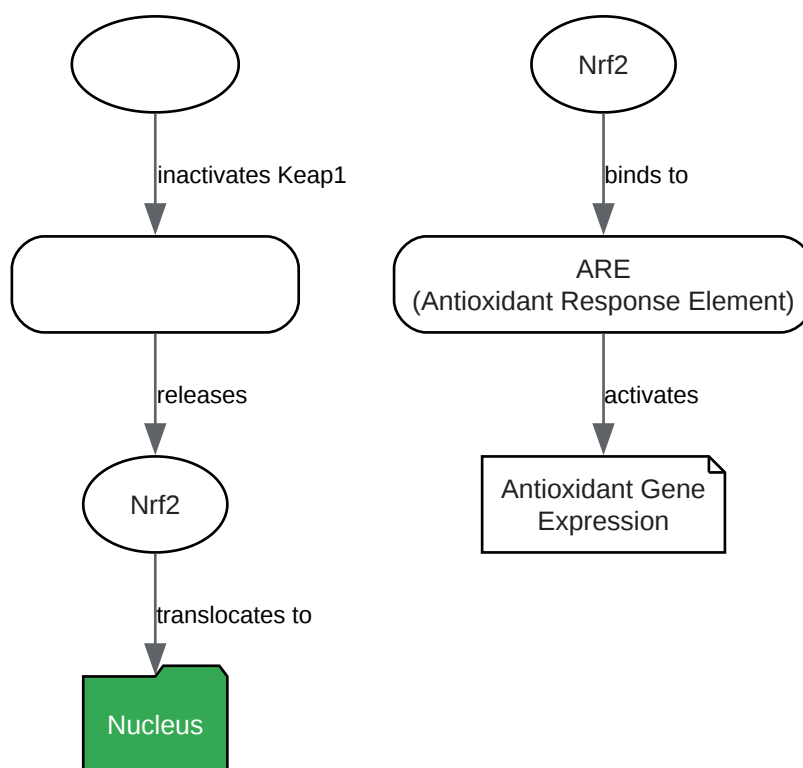 inactivates Keap1
releases
Nrf2
translocates to
Nucleus
Nrf2
binds to
ARE
(Antioxidant Response Element)
activates
Antioxidant Gene
Expression